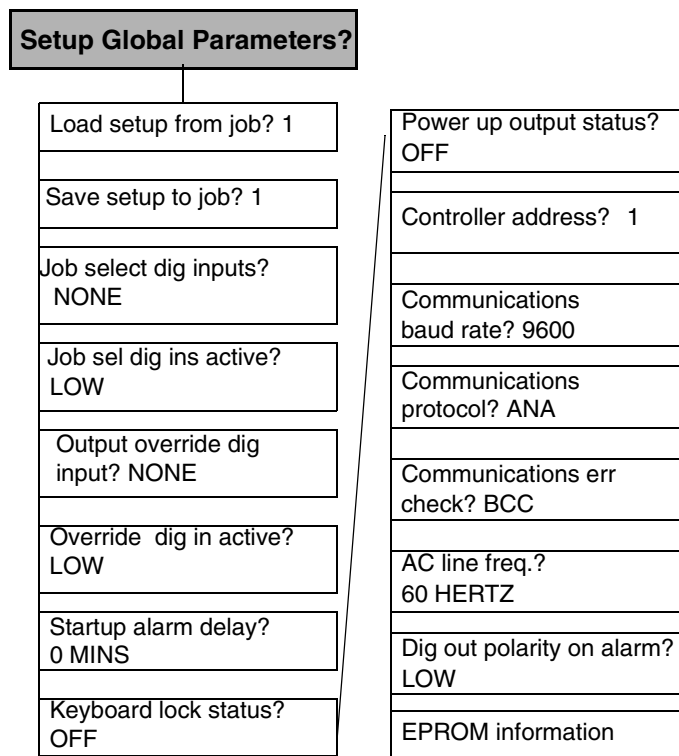 Setup Global Parameters?
Load setup from job? 1
Save setup to job? 1
Job select dig inputs?
NONE
Job sel dig ins active?
LOW
Output override dig
input? NONE
Override dig in active?
LOW
Startup alarm delay?
0 MINS
Keyboard lock status?
OFF
Power up output status?
OFF
Controller address? 1
Communications
baud rate? 9600
Communications
protocol? ANA
Communications err
check? BCC
AC line freq.?
60 HERTZ
Dig out polarity on alarm?
LOW
EPROM information